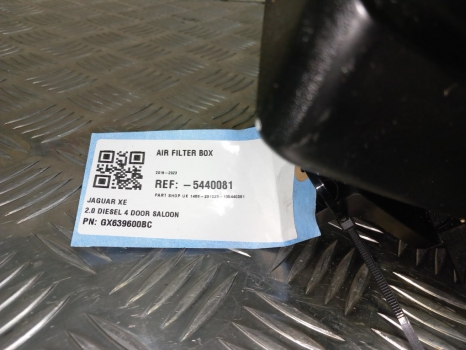 AIR FILTER BOX
REF: -5440081
JAGUAR XE
2.0 DIESEL 4 DOOR SALOON
PN: GX639600BC